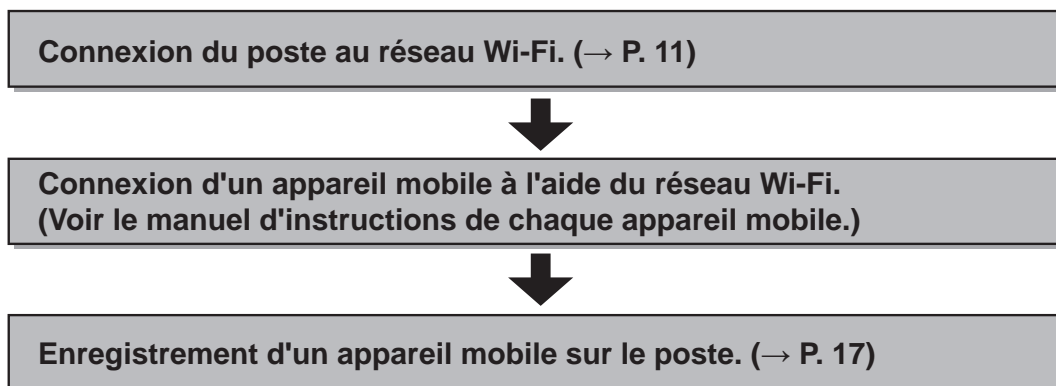 Connexion du poste au réseau Wi-Fi. (→ P. 11)
Connexion d'un appareil mobile à l'aide du réseau Wi-Fi.
(Voir le manuel d'instructions de chaque appareil mobile.)
Enregistrement d'un appareil mobile sur le poste. (→ P. 17)